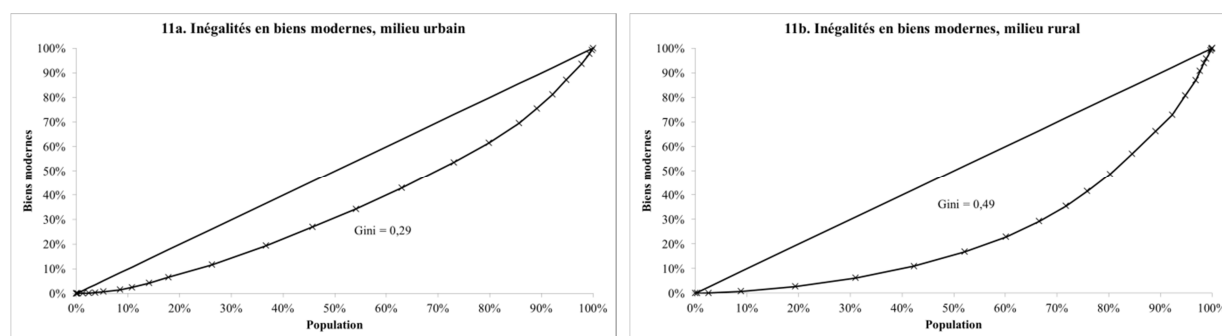 11a. Inégalités en biens modernes, milieu urbain
100%
90%
80%
70%
60%
50%
40%
30%
20%
10%
0%
Biens modernes
Gini = 0,29
0% 10% 20% 30% 40% 50% 60% 70% 80% 90% 100%
Population
11b. Inégalités en biens modernes, milieu rural
100%
90%
80%
70%
60%
50%
40%
30%
20%
10%
0%
Biens modernes
Gini = 0,49
0% 10% 20% 30% 40% 50% 60% 70% 80% 90% 100%
Population